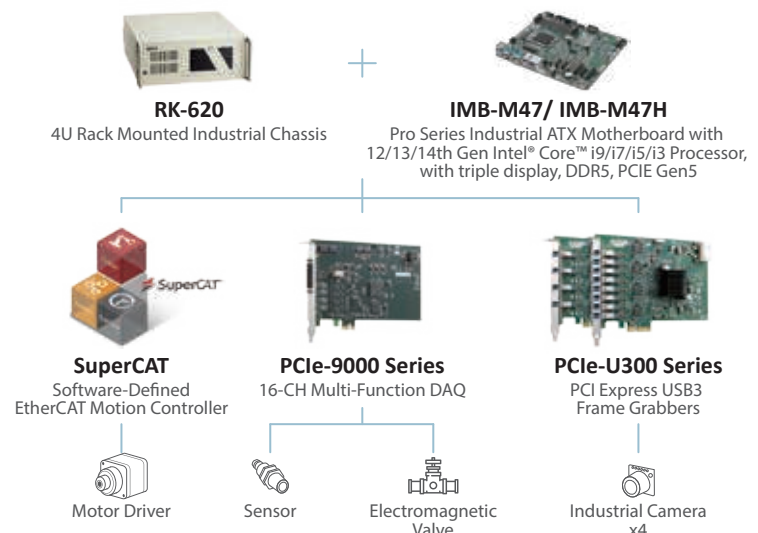 RK-620
4U Rack Mounted Industrial Chassis
IMB-M47/ IMB-M47H
Pro Series Industrial ATX Motherboard with
12/13/14th Gen Intel® Core™ i9/i7/i5/i3 Processor,
with triple display, DDR5, PCIE Gen5
SuperCAT
SuperCAT
Software-Defined
EtherCAT Motion Controller
PCIe-9000 Series
16-CH Multi-Function DAQ
PCIe-U300 Series
PCI Express USB3
Frame Grabbers
Motor Driver
Sensor
Electromagnetic
Valve
Industrial Camera
x4